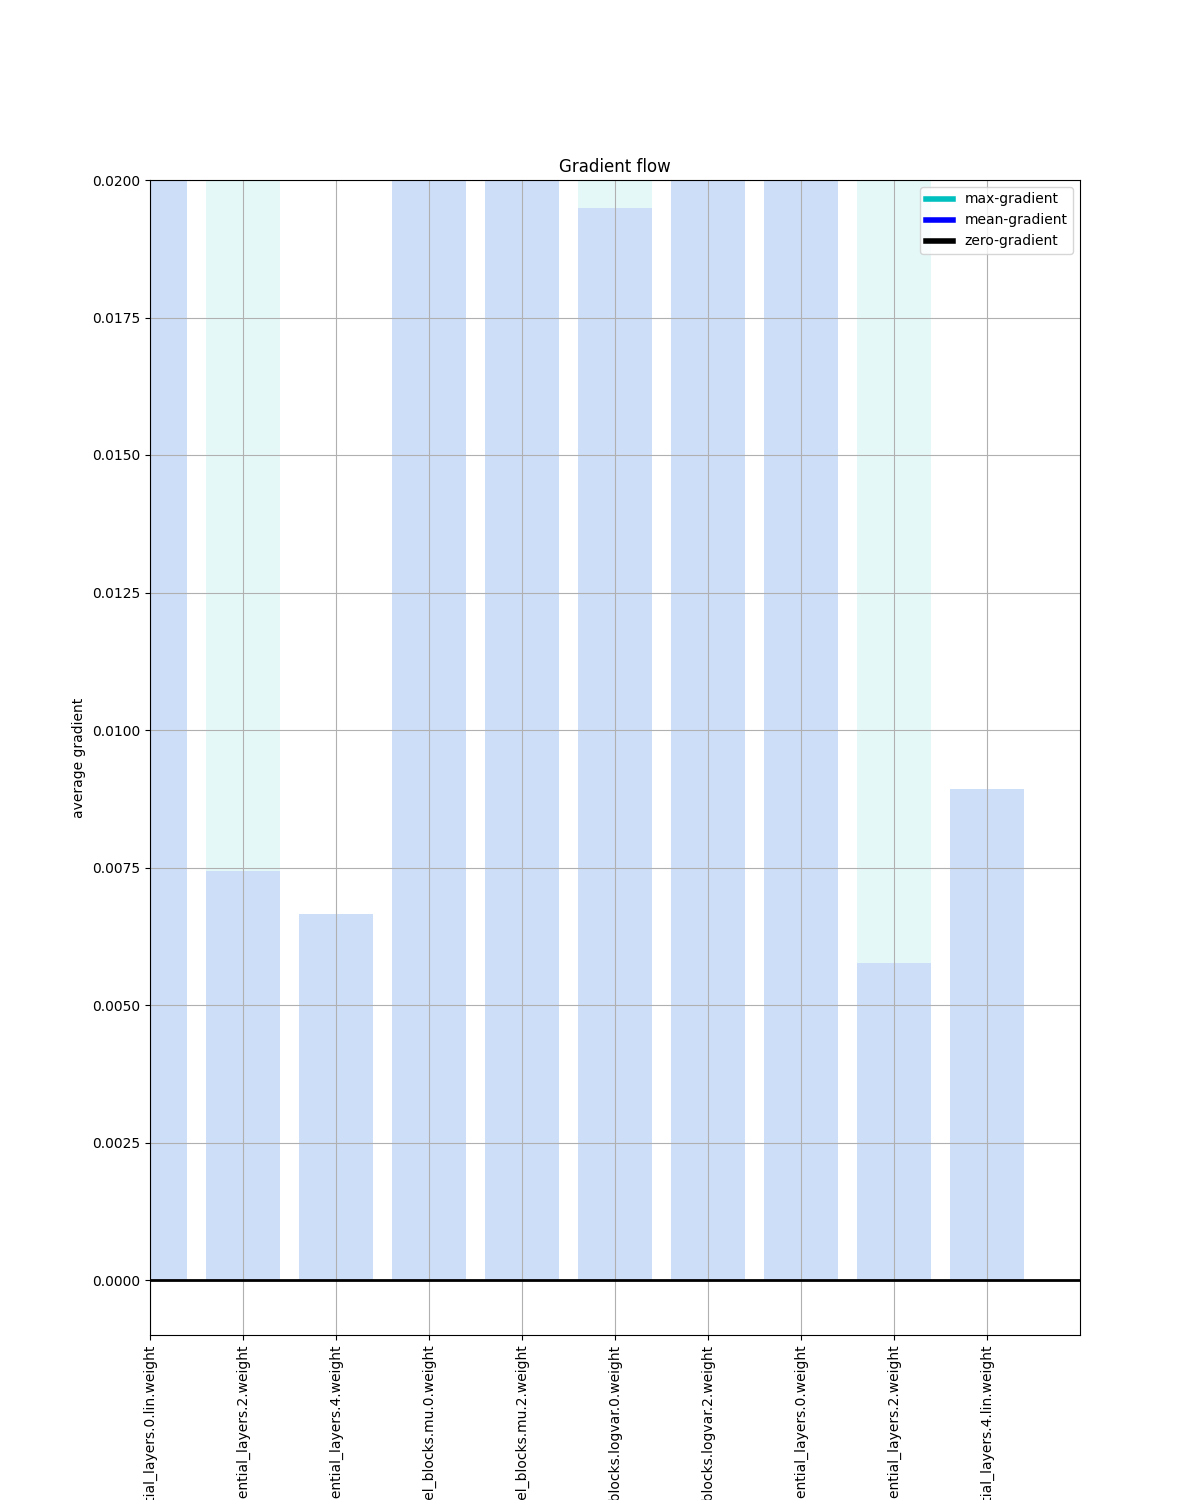 Gradient flow
max-gradient
mean-gradient
zero-gradient
0.0200
0.0175
0.0150
0.0125
0.0100
0.0075
0.0050
0.0025
0.0000
average gradient
tial_layers.0.lin.weight
ential_layers.2.weight
ential_layers.4.weight
el_blocks.mu.0.weight
el_blocks.mu.2.weight
blocks.logvar.0.weight
blocks.logvar.2.weight
ential_layers.0.weight
ential_layers.2.weight
tial_layers.4.lin.weight